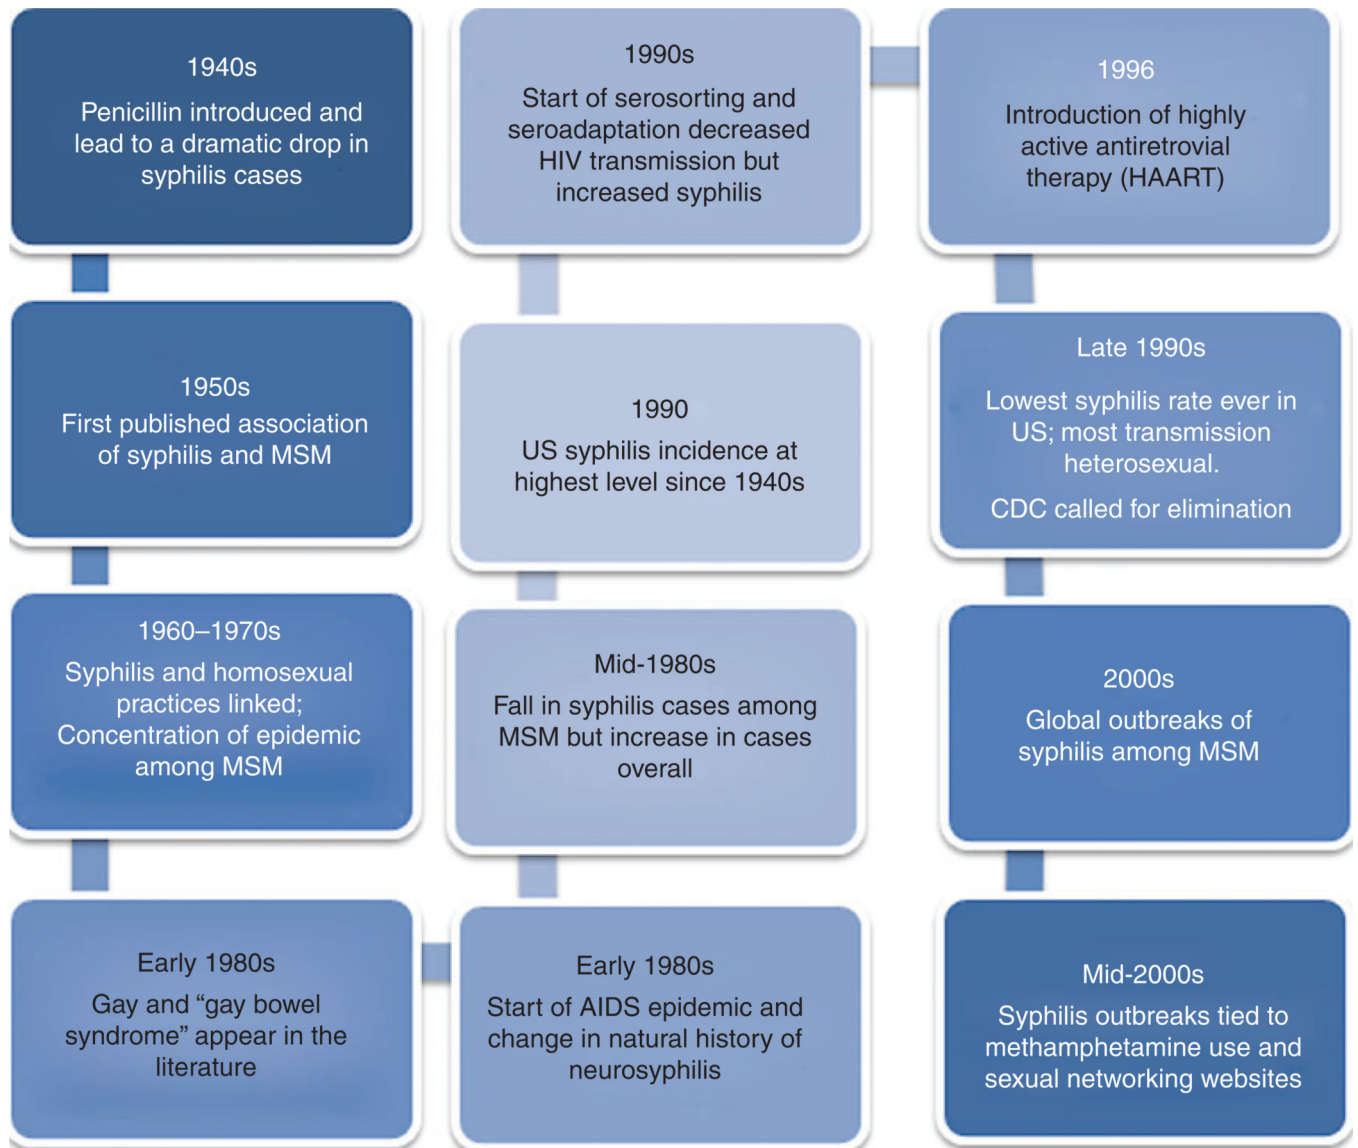 1940s
Penicillin introduced and
lead to a dramatic drop in
syphilis cases
1950s
First published association
of syphilis and MSM
1960–1970s
Syphilis and homosexual
practices linked;
Concentration of epidemic
among MSM
Early 1980s
Gay and “gay bowel
syndrome” appear in the
literature
Early 1980s
Start of AIDS epidemic and
change in natural history of
neurosyphilis
Mid-1980s
Fall in syphilis cases among
MSM but increase in cases
overall
1990
US syphilis incidence at
highest level since 1940s
1990s
Start of serosorting and
seroadaptation decreased
HIV transmission but
increased syphilis
1996
Introduction of highly
active antiretrovial
therapy (HAART)
Late 1990s
Lowest syphilis rate ever in
US; most transmission
heterosexual.
CDC called for elimination
2000s
Global outbreaks of
syphilis among MSM
Mid-2000s
Syphilis outbreaks tied to
methamphetamine use and
sexual networking websites